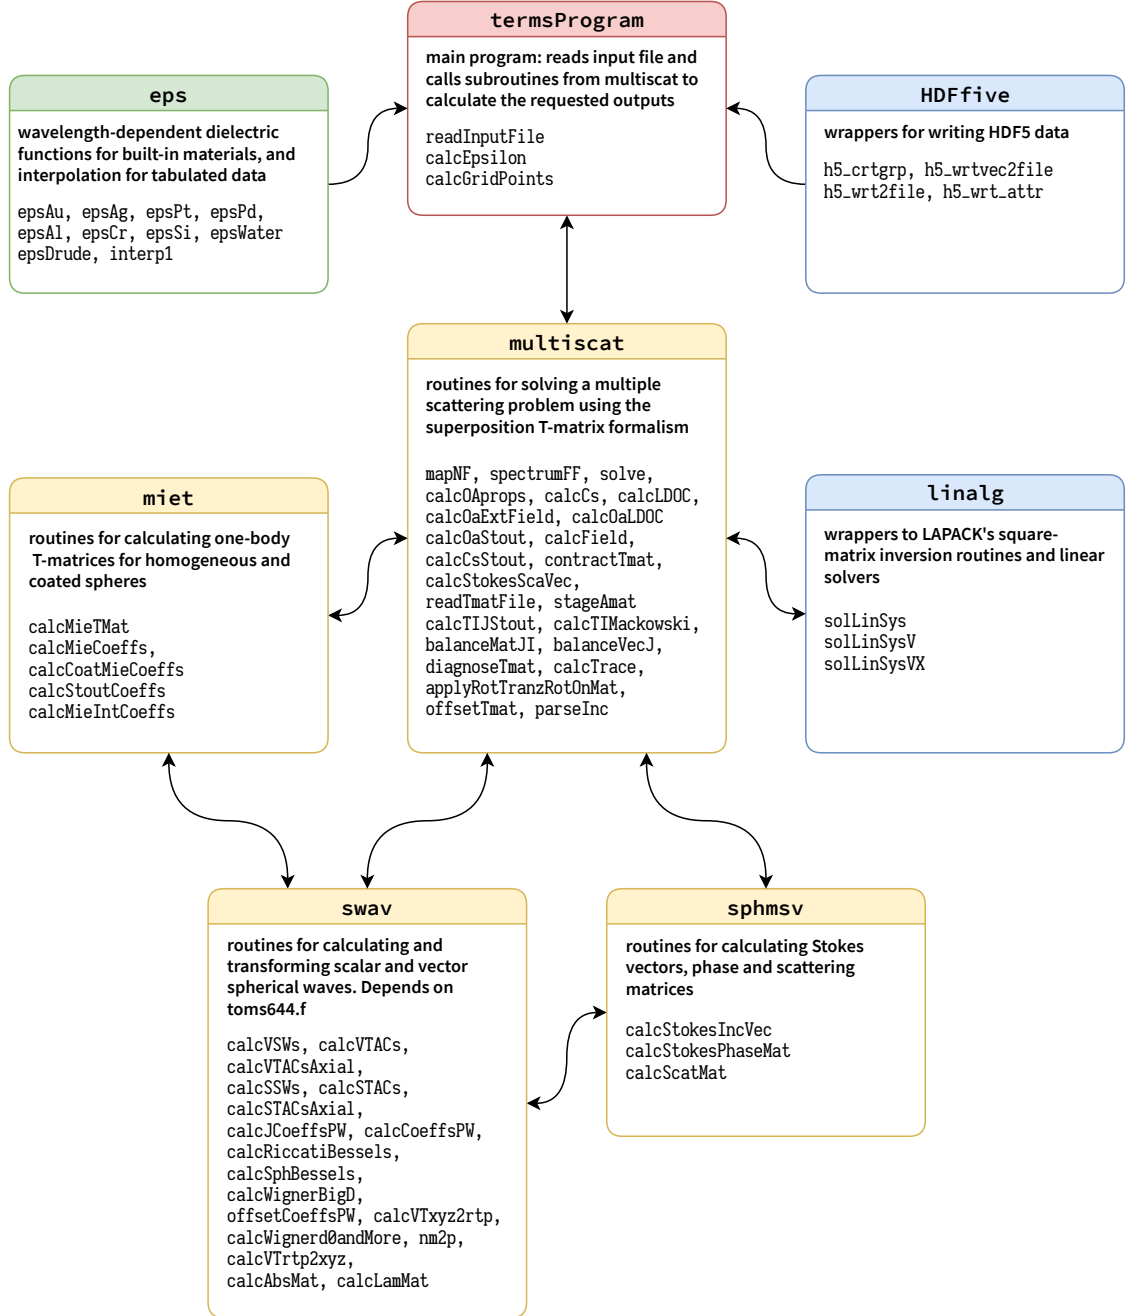 termsProgram
main program: reads input file and
calls subroutines from multiscat to
calculate the requested outputs
readInputFile
calcEpsilon
calcGridPoints
eps
wavelength-dependent dielectric
functions for built-in materials, and
interpolation for tabulated data
epsAu, epsAg, epsPt, epsPd,
epsAl, epsCr, epsSi, epsWater
epsDrude, interp1
HDFfive
wrappers for writing HDF5 data
h5_crtgrp, h5_wrtvec2file
h5_wrt2file, h5_wrt_attr
multiscat
routines for solving a multiple
scattering problem using the
superposition T-matrix formalism
mapNF, spectrumFF, solve,
calcOAprops, calcCs, calcLDOC,
calcOaExtField, calcOaLDOC
calcOaStout, calcField,
calcCsStout, contractTmat,
calcStokesScaVec,
readTmatFile, stageAmat
calcTIJStout, calcTIMackowski,
balanceMatJI, balanceVecJ,
diagnoseTmat, calcTrace,
applyRotTranzRotOnMat,
offsetTmat, parseInc
miet
routines for calculating one-body
T-matrices for homogeneous and
coated spheres
calcMieTMat
calcMieCoeffs,
calcCoatMieCoeffs
calcStoutCoeffs
calcMieIntCoeffs
linalg
wrappers to LAPACK's square-
matrix inversion routines and linear
solvers
solLinSys
solLinSysV
solLinSysVX
swav
routines for calculating and
transforming scalar and vector
spherical waves. Depends on
toms644.f
calcVSWs, calcVTACs,
calcVTACsAxial,
calcSSWs, calcSTACs,
calcSTACsAxial,
calcJCoeffsPW, calcCoeffsPW,
calcRiccatiBessels,
calcSphBessels,
calcWignerBigD,
offsetCoeffsPW, calcVTxyz2rtp,
calcWignerd0andMore, nm2p,
calcVTrtp2xyz,
calcAbsMat, calcLamMat
sphmsv
routines for calculating Stokes
vectors, phase and scattering
matrices
calcStokesIncVec
calcStokesPhaseMat
calcScatMat